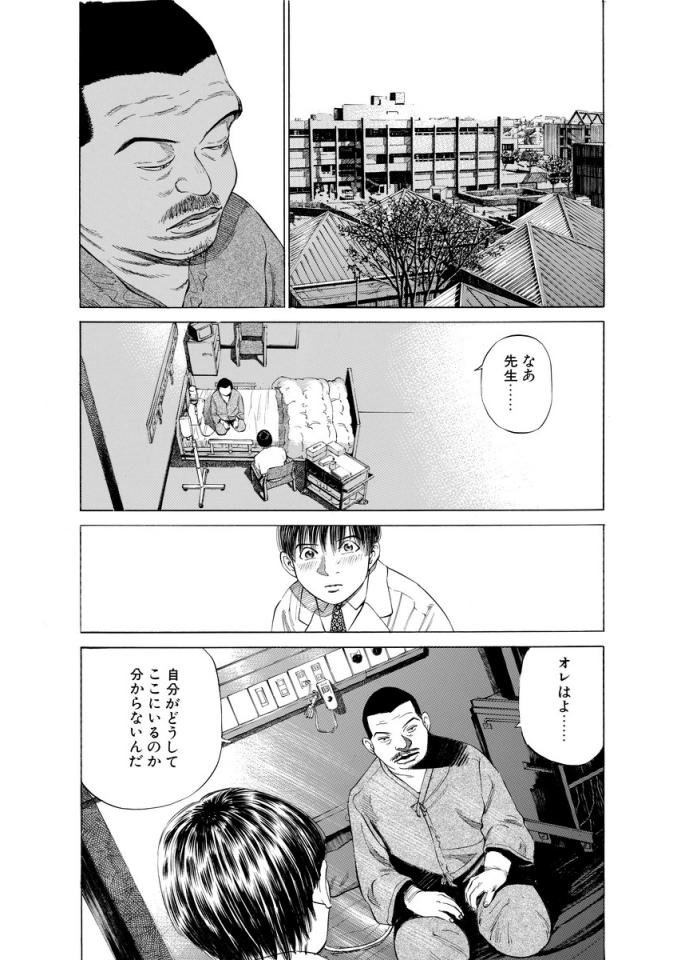 なあ
先生……
オレはよ……
自分がどうして
ここにいるのか
分からないんだ